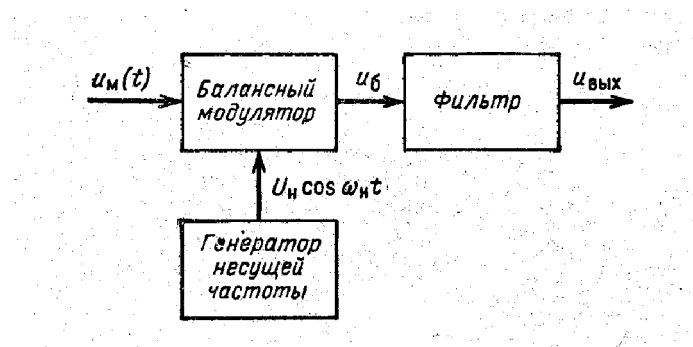 uм(t)
Балансный
модулятор
uб
Фильтр
uвых
Uн cos ωнt
Генератор
несущей
частоты